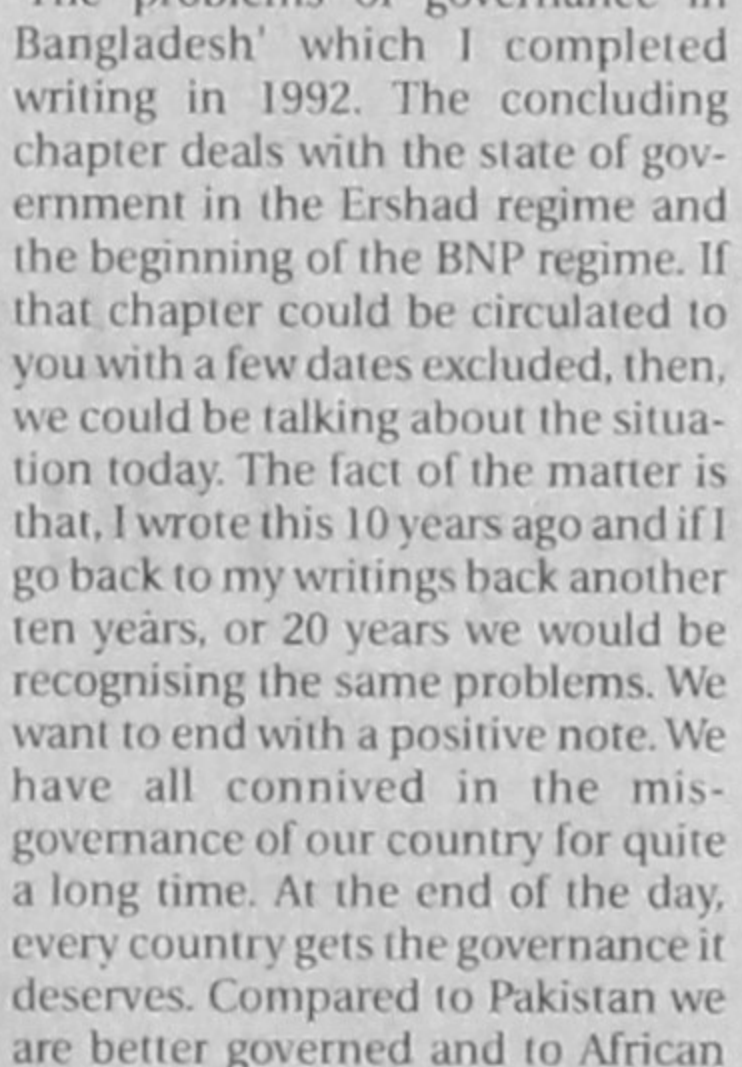 'The problems of governance in
Bangladesh' which I completed
writing in 1992. The concluding
chapter deals with the state of gov-
ernment in the Ershad regime and
the beginning of the BNP regime. If
that chapter could be circulated to
you with a few dates excluded, then,
we could be talking about the situa-
tion today. The fact of the matter is
that, I wrote this 10 years ago and if I
go back to my writings back another
ten years, or 20 years we would be
recognising the same problems. We
want to end with a positive note. We
have all connived in the mis-
governance of our country for quite
a long time. At the end of the day,
every country gets the governance it
deserves. Compared to Pakistan we
are better governed and to African